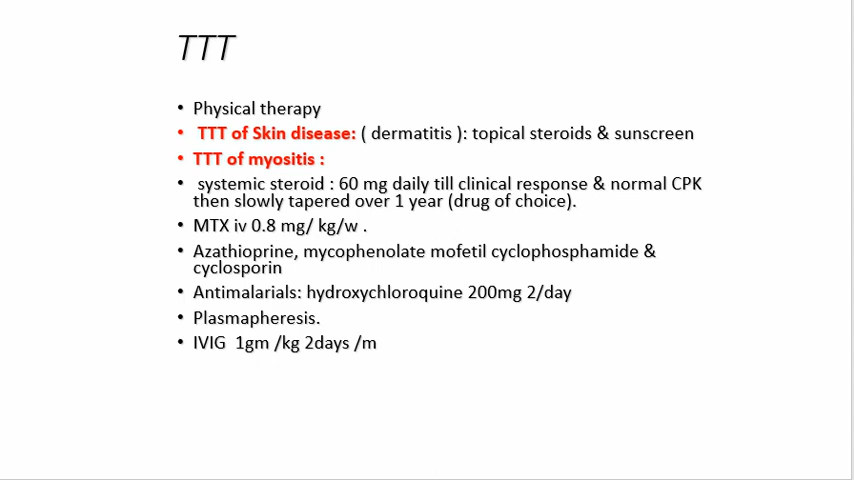 TTT
• Physical therapy
• TTT of Skin disease: ( dermatitis ): topical steroids & sunscreen
• TTT of myositis :
• systemic steroid : 60 mg daily till clinical response & normal CPK
then slowly tapered over 1 year (drug of choice).
• MTX iv 0.8 mg/ kg/w .
• Azathioprine, mycophenolate mofetil cyclophosphamide &
cyclosporin
• Antimalarials: hydroxychloroquine 200mg 2/day
• Plasmapheresis.
• IVIG 1gm /kg 2days /m